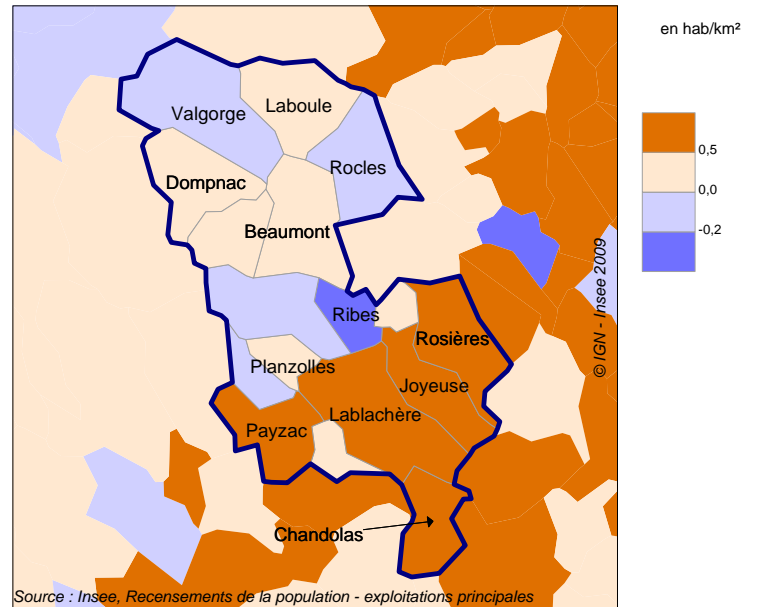 en hab/km²
Laboule
Valgorge
0,5
Rocles
Dompnac
0,0
Beaumont
-0,2
Ribes
Rosières
© IGN - Insee 2009
Planzolles
Joyeuse
Lablachère
Payzac
Chandolas
Source : Insee, Recensements de la population - exploitations principales